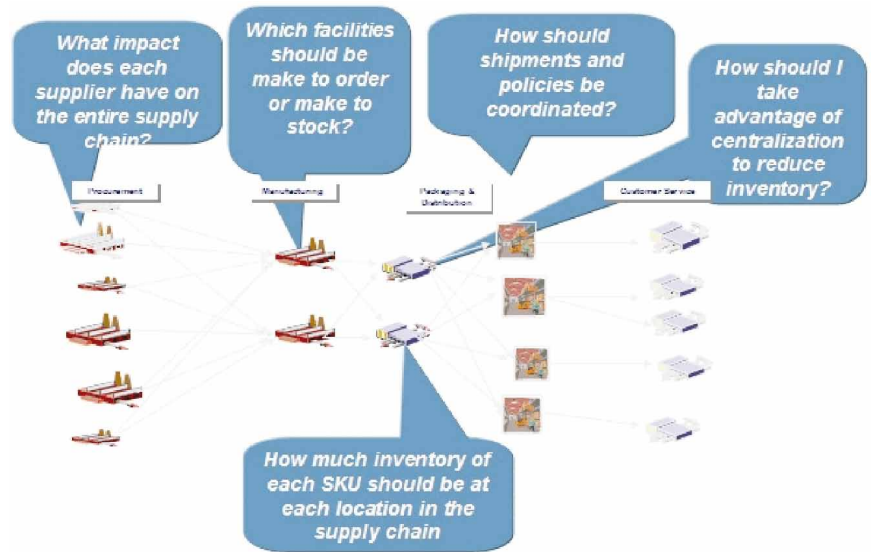 What impact
does each
supplier have on
the entire supply
chain?
Which facilities
should be
make to order
or make to
stock?
How should
shipments and
policies be
coordinated?
How should I
take
advantage of
centralization
to reduce
inventory?
Procurement
Manufacturing
Packaging &
Distribution
Customer Service
How much inventory of
each SKU should be at
each location in the
supply chain